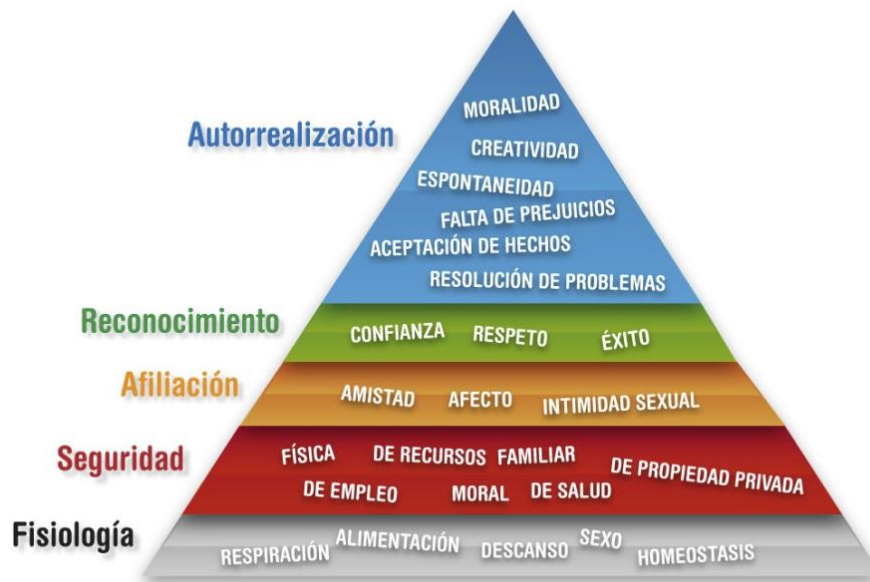 Autorrealización
MORALIDAD
CREATIVIDAD
ESPONTANEIDAD
FALTA DE PREJUICIOS
ACEPTACIÓN DE HECHOS
RESOLUCIÓN DE PROBLEMAS
Reconocimiento
CONFIANZA RESPETO ÉXITO
Afiliación
AMISTAD AFECTO INTIMIDAD SEXUAL
Seguridad
FÍSICA DE RECURSOS FAMILIAR DE PROPIEDAD PRIVADA
DE EMPLEO MORAL DE SALUD
Fisiología
RESPIRACIÓN ALIMENTACIÓN DESCANSO SEXO HOMEOSTASIS